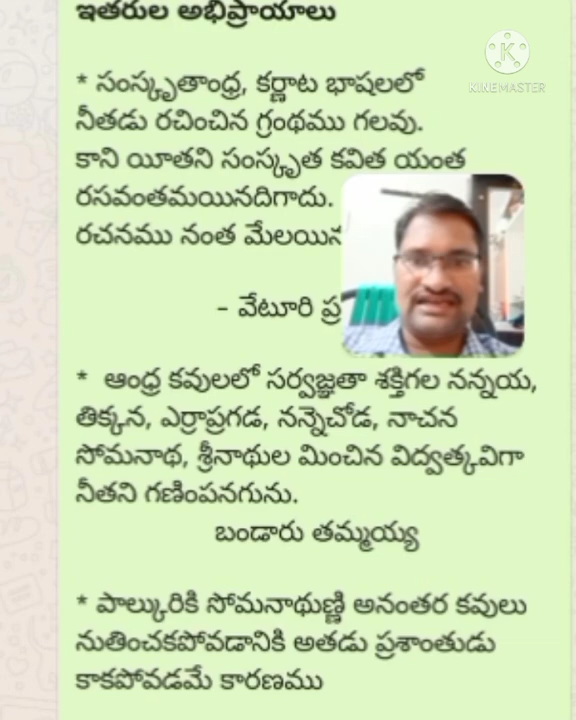 ఇతరుల అభిప్రాయాలు
KINEMASTER
* సంస్కృతాంధ్ర, కర్ణాట భాషలలో
నీతడు రచించిన గ్రంథము గలవు.
కాని యీతని సంస్కృత కవిత యంత
రసవంతమయినదిగాదు.
రచనము నంత మేలయిన
- వేటూరి ప్ర
* ఆంధ్ర కవులలో సర్వజ్ఞతా శక్తిగల నన్నయ,
తిక్కన, ఎర్రాప్రగడ, నన్నెచోడ, నాచన
సోమనాథ, శ్రీనాథుల మించిన విద్వత్కవిగా
నీతని గణింపనగును.
బండారు తమ్మయ్య
* పాల్కురికి సోమనాథుణ్ణి అనంతర కవులు
నుతించకపోవడానికి అతడు ప్రశాంతుడు
కాకపోవడమే కారణము